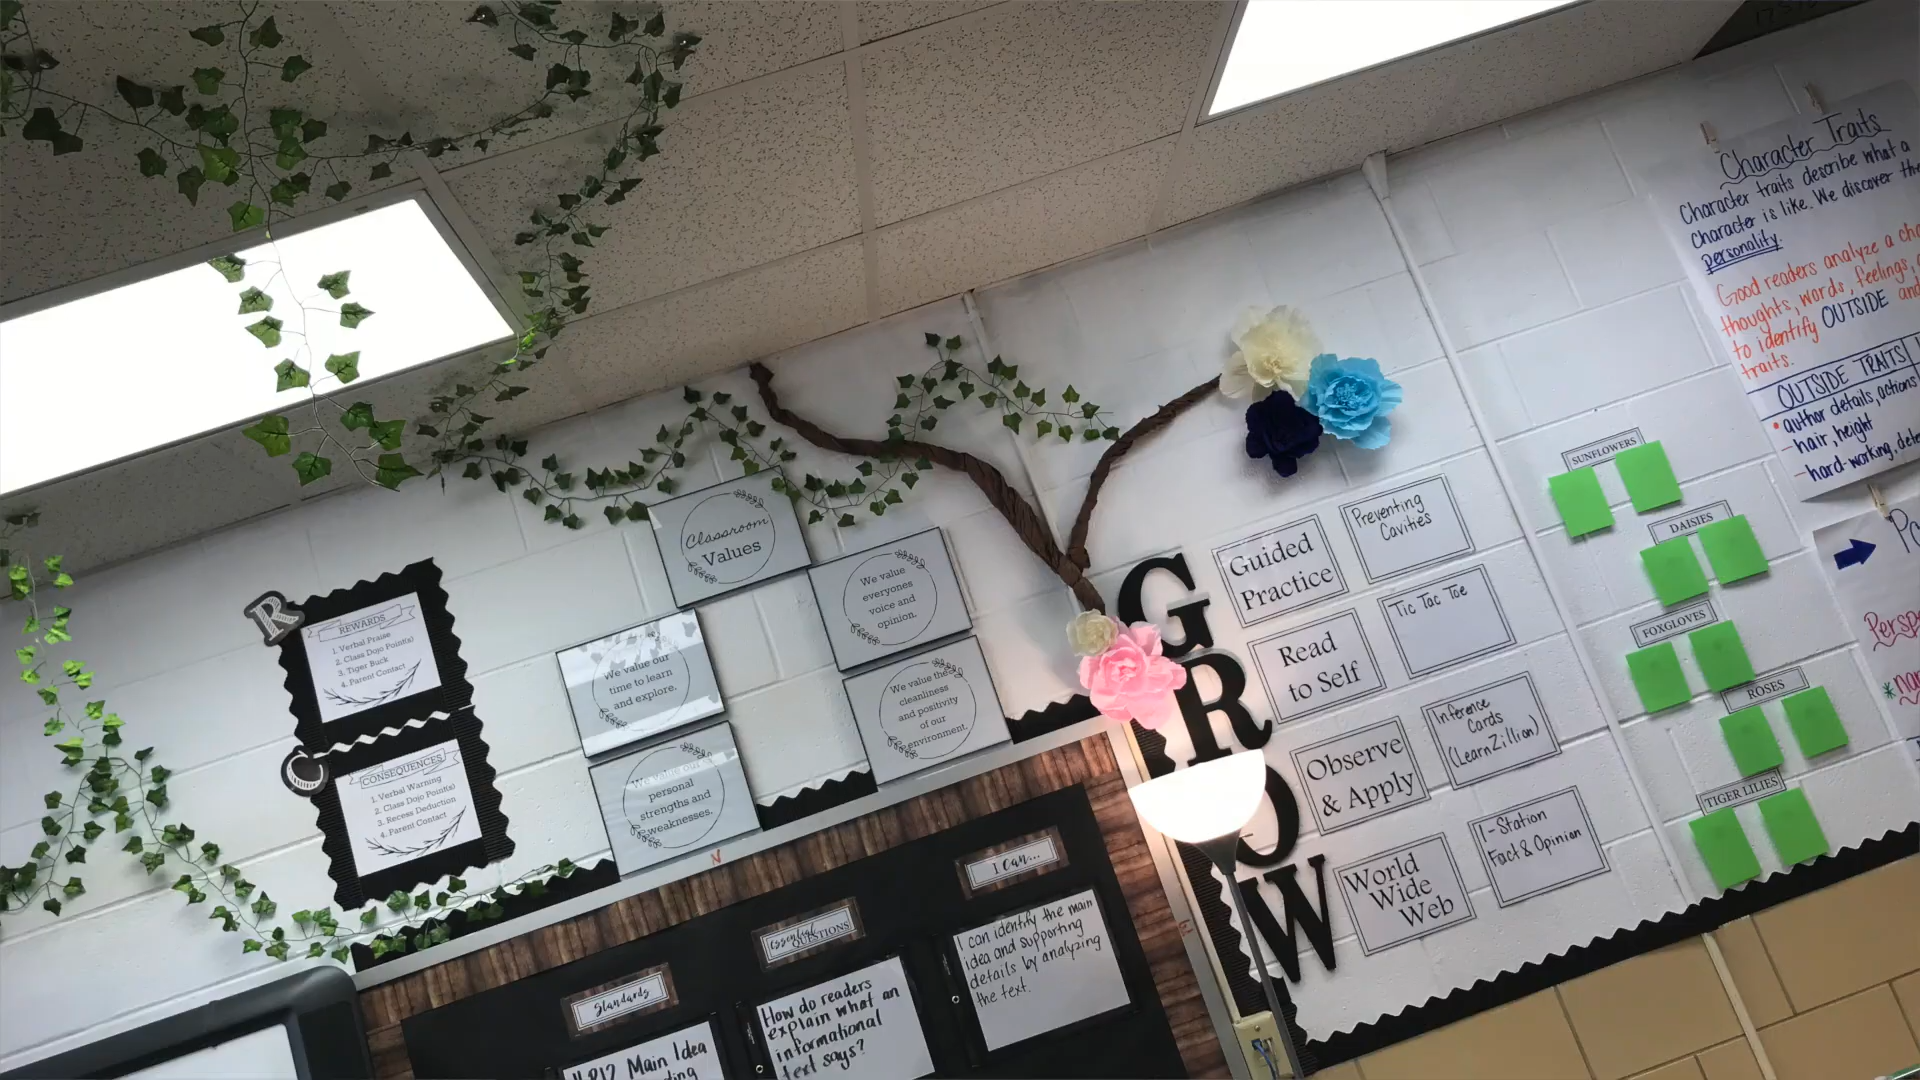 R
REWARDS
1. Verbal Praise
2. Class Dojo Point(s)
3. Tiger Buck
4. Parent Contact
C
CONSEQUENCES
1. Verbal Warning
2. Class Dojo Point(s)
3. Recess Deduction
4. Parent Contact
Classroom
Values
We value
everyones
voice and
opinion.
We value our
time to learn
and explore.
We value the
cleanliness
and positivity
of our
environment.
We value our
personal
strengths and
weaknesses.
Standards
Main Idea
Essential
QUESTIONS
How do readers
explain what an
informational
text says?
I Can...
I can identify the main
idea and supporting
details by analyzing
the text.
GROW
Guided
Practice
Preventing
Cavities
Read
to Self
Tic Tac Toe
Observe
& Apply
Inference
Cards
(LearnZillion)
World
Wide
Web
I-Station
Fact & Opinion
SUNFLOWERS
DAISIES
FOXGLOVES
ROSES
TIGER LILIES
Character Traits
Character traits describe what a
character is like. We discover
personality.
Good readers analyze a
thoughts, words, feelings,
to identify OUTSIDE and
traits.
OUTSIDE TRAITS
• author details, actions
- hair, height
- hard-working,